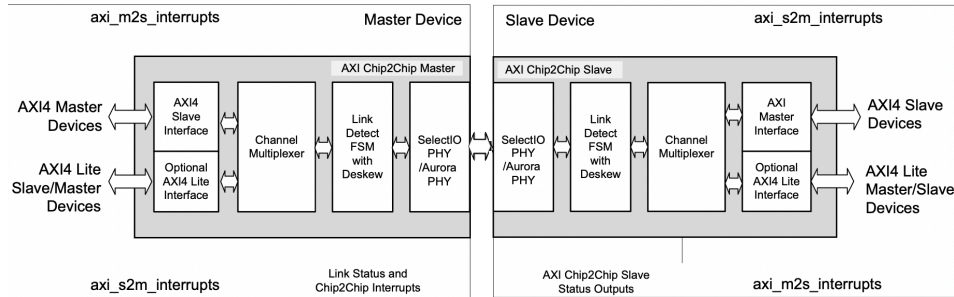 axi_m2s_interrupts
Master Device
Slave Device
axi_s2m_interrupts
AXI Chip2Chip Master
AXI Chip2Chip Slave
AXI4 Master
Devices
AXI4
Slave
Interface
Channel
Multiplexer
Link
Detect
FSM
with
Deskew
SelectIO
PHY
/Aurora
PHY
SelectIO
PHY
/Aurora
PHY
Link
Detect
FSM
with
Deskew
Channel
Multiplexer
AXI
Master
Interface
AXI4 Slave
Devices
AXI4 Lite
Slave/Master
Devices
Optional
AXI4 Lite
Interface
Optional
AXI4 Lite
Interface
AXI4 Lite
Master/Slave
Devices
axi_s2m_interrupts
Link Status and
Chip2Chip Interrupts
AXI Chip2Chip Slave
Status Outputs
axi_m2s_interrupts